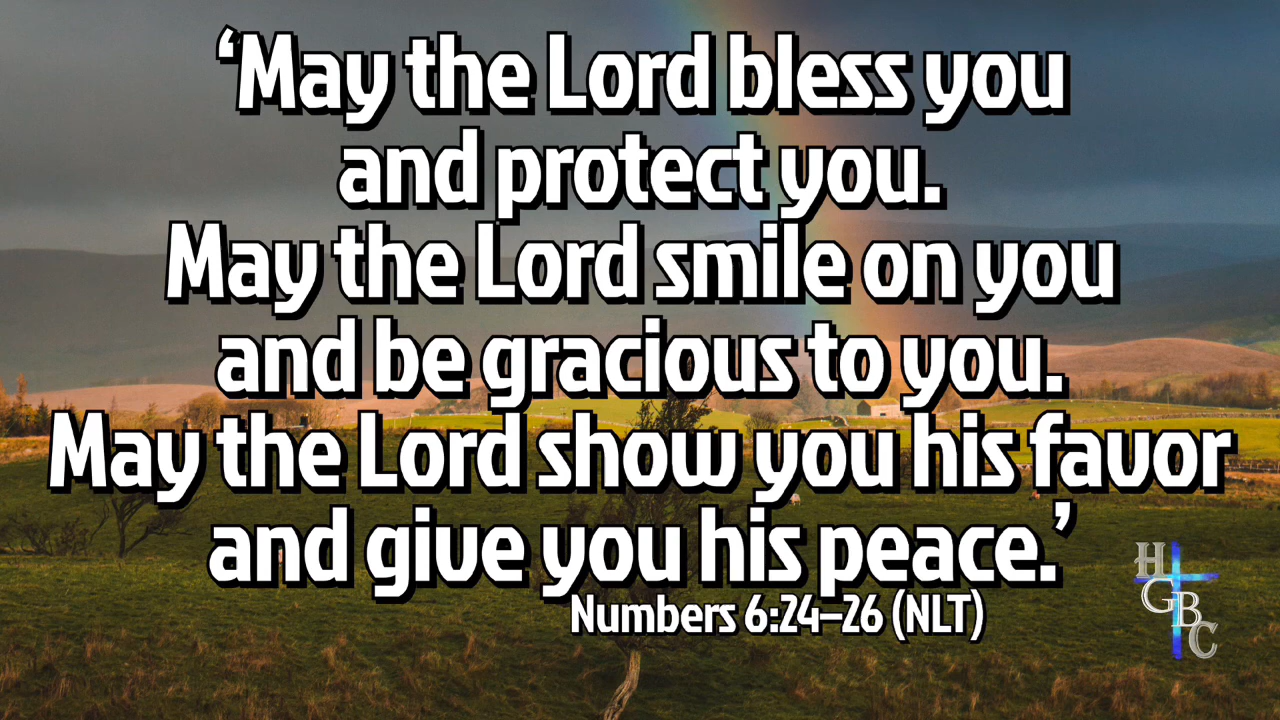 ‘May the Lord bless you
and protect you.
May the Lord smile on you
and be gracious to you.
May the Lord show you his favor
and give you his peace.’
Numbers 6:24–26 (NLT)
HGBC